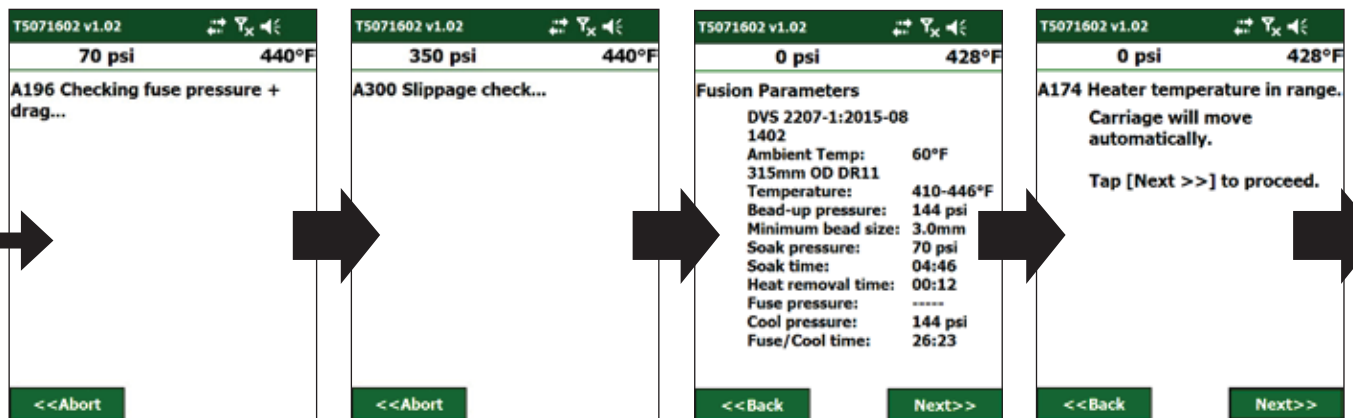 T5071602 v1.02
70 psi 440°F
A196 Checking fuse pressure +
drag...
<<Abort
T5071602 v1.02
350 psi 440°F
A300 Slippage check...
<<Abort
T5071602 v1.02
0 psi 428°F
Fusion Parameters
DVS 2207-1:2015-08
1402
Ambient Temp: 60°F
315mm OD DR11
Temperature: 410-446°F
Bead-up pressure: 144 psi
Minimum bead size: 3.0mm
Soak pressure: 70 psi
Soak time: 04:46
Heat removal time: 00:12
Fuse pressure: -----
Cool pressure: 144 psi
Fuse/Cool time: 26:23
<<Back Next>>
T5071602 v1.02
0 psi 428°F
A174 Heater temperature in range.
Carriage will move
automatically.
Tap [Next >>] to proceed.
<<Back Next>>